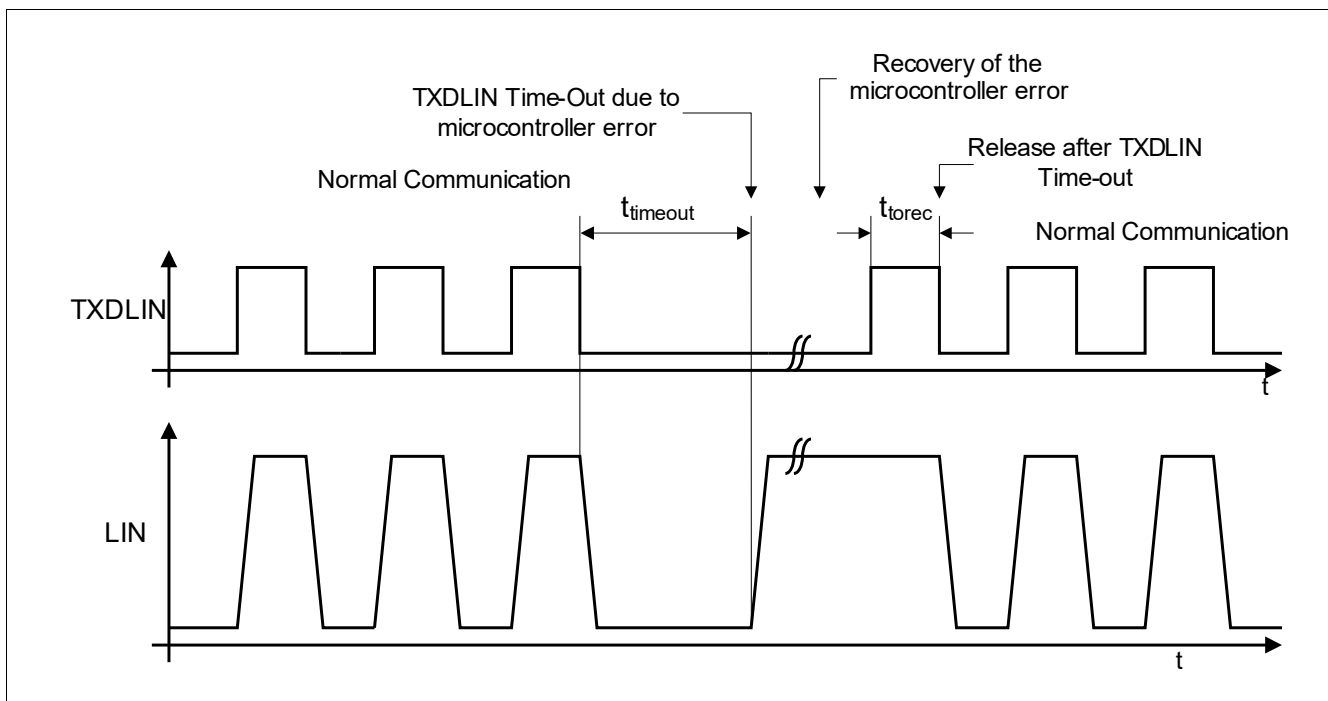 Recovery of the
microcontroller error
TXDLIN Time-Out due to
microcontroller error
Release after TXDLIN
Time-out
Normal Communication
ttimeout
ttorec
Normal Communication
TXDLIN
t
LIN
t